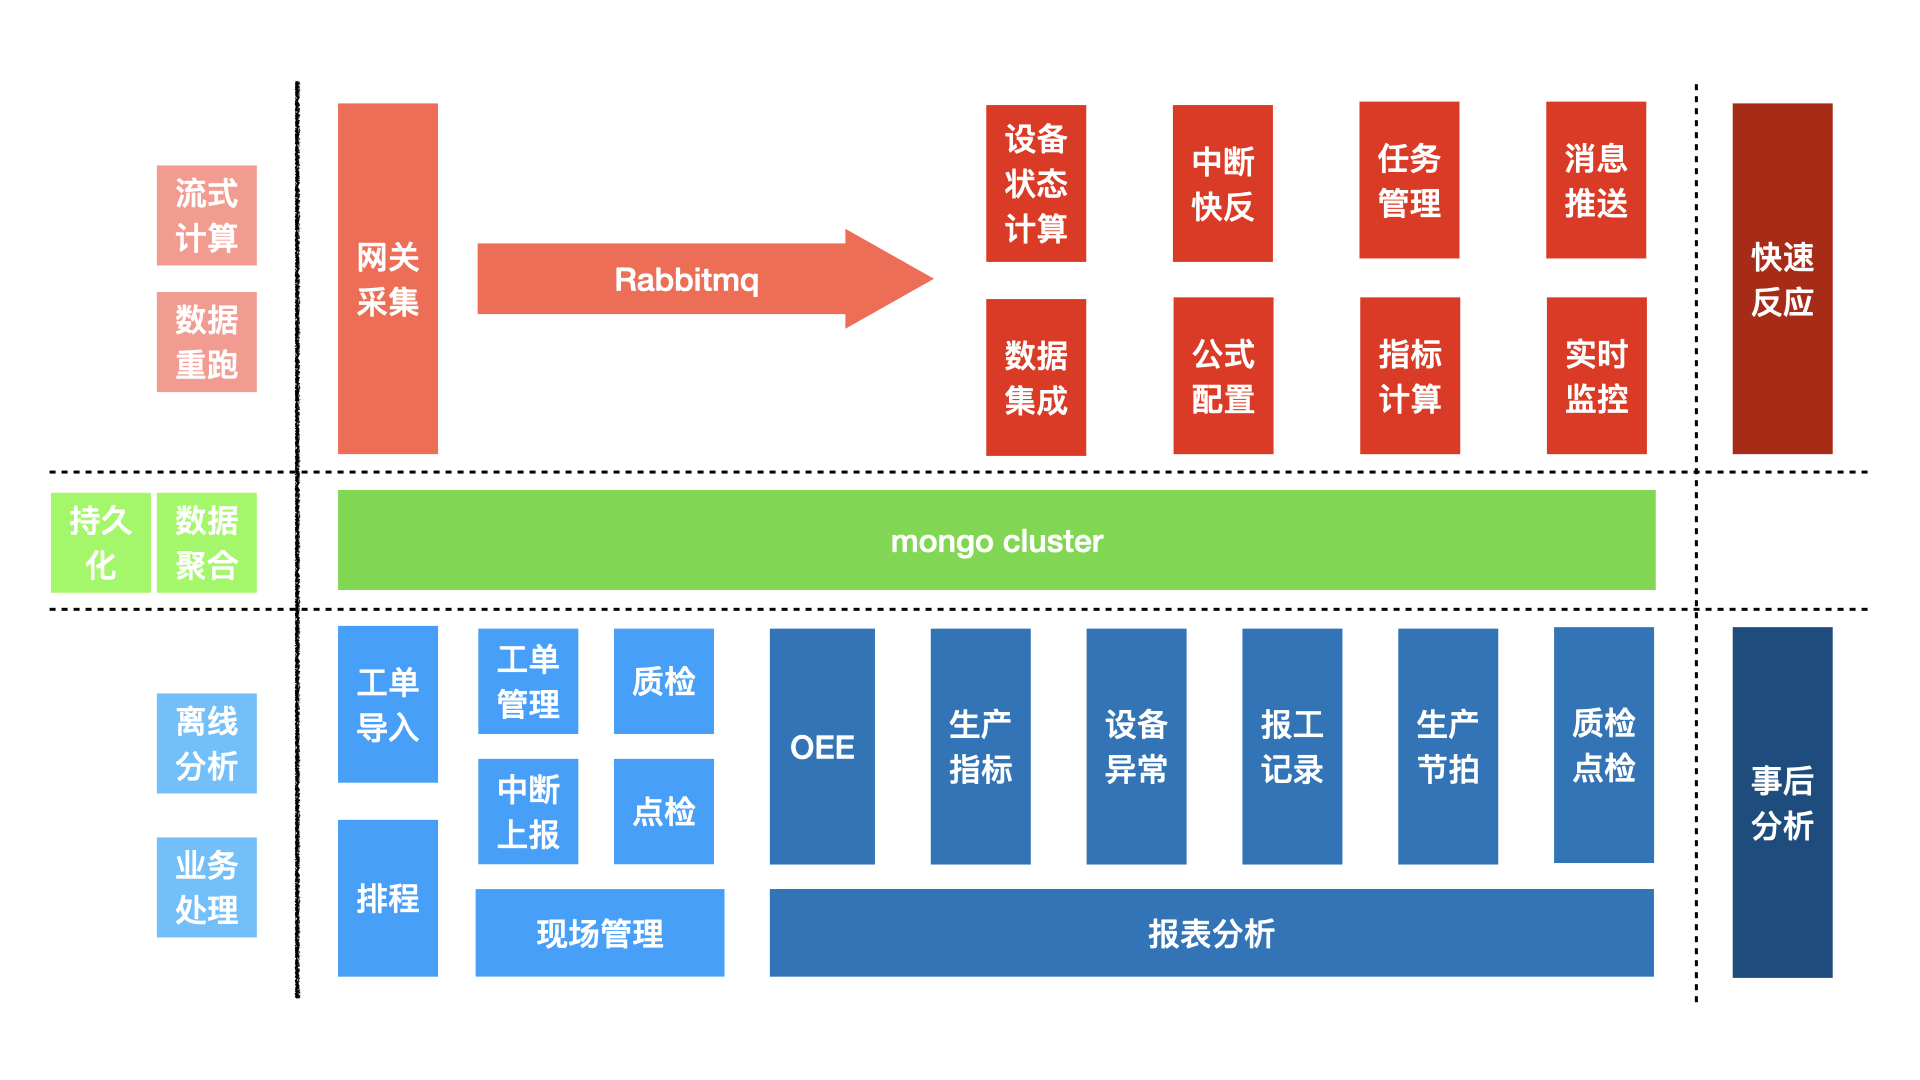 流式
计算
数据
重跑
网关
采集
Rabbitmq
设备
状态
计算
中断
快反
任务
管理
消息
推送
数据
集成
公式
配置
指标
计算
实时
监控
快速
反应
持久
化
数据
聚合
mongo cluster
离线
分析
业务
处理
工单
导入
排程
工单
管理
质检
中断
上报
点检
现场管理
OEE
生产
指标
设备
异常
报工
记录
生产
节拍
质检
点检
报表分析
事后
分析